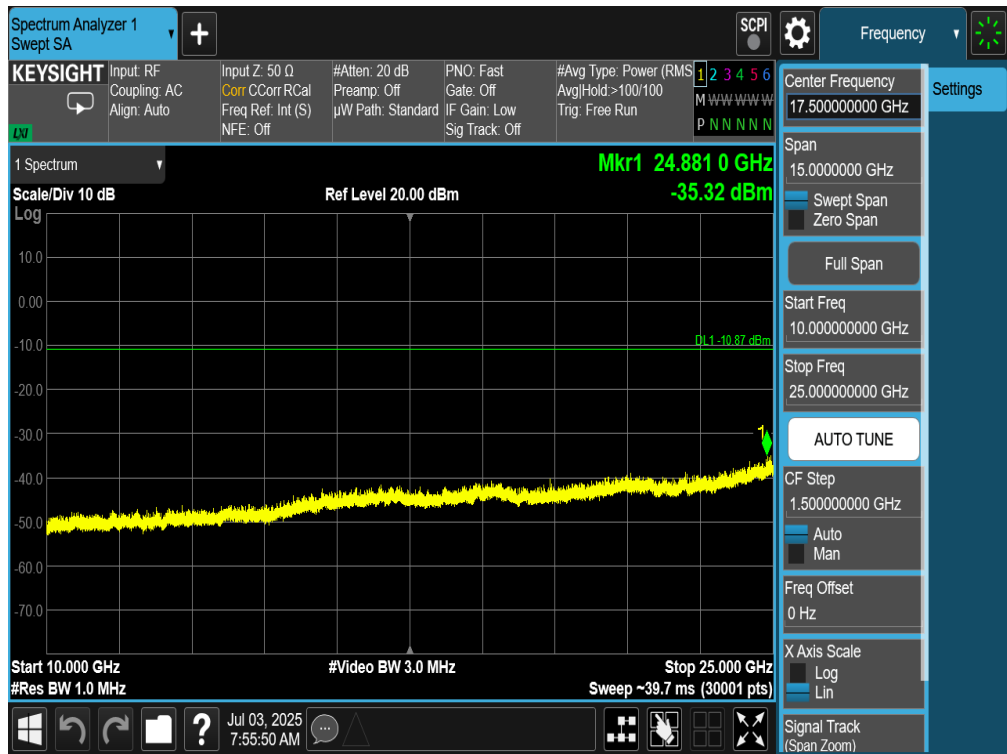 Spectrum Analyzer 1
Swept SA
+
SCPI
Frequency
KEYSIGHT
LXI
Input: RF
Coupling: AC
Align: Auto
Input Z: 50 Ω
Corr CCorr RCal
Freq Ref: Int (S)
NFE: Off
#Atten: 20 dB
Preamp: Off
µW Path: Standard
PNO: Fast
Gate: Off
IF Gain: Low
Sig Track: Off
#Avg Type: Power (RMS
Avg|Hold:>100/100
Trig: Free Run
1 2 3 4 5 6
M W W W W W
P N N N N N
1 Spectrum
Mkr1 24.881 0 GHz
-35.32 dBm
Scale/Div 10 dB
Ref Level 20.00 dBm
Log
10.0
0.00
-10.0
-20.0
-30.0
-40.0
-50.0
-60.0
-70.0
DL1 -10.87 dBm
1
Start 10.000 GHz
#Video BW 3.0 MHz
Stop 25.000 GHz
#Res BW 1.0 MHz
Sweep ~39.7 ms (30001 pts)
Center Frequency
17.500000000 GHz
Span
15.0000000 GHz
Swept Span
Zero Span
Full Span
Start Freq
10.000000000 GHz
Stop Freq
25.000000000 GHz
AUTO TUNE
CF Step
1.500000000 GHz
Auto
Man
Freq Offset
0 Hz
X Axis Scale
Log
Lin
Signal Track
(Span Zoom)
Settings
?
Jul 03, 2025
7:55:50 AM